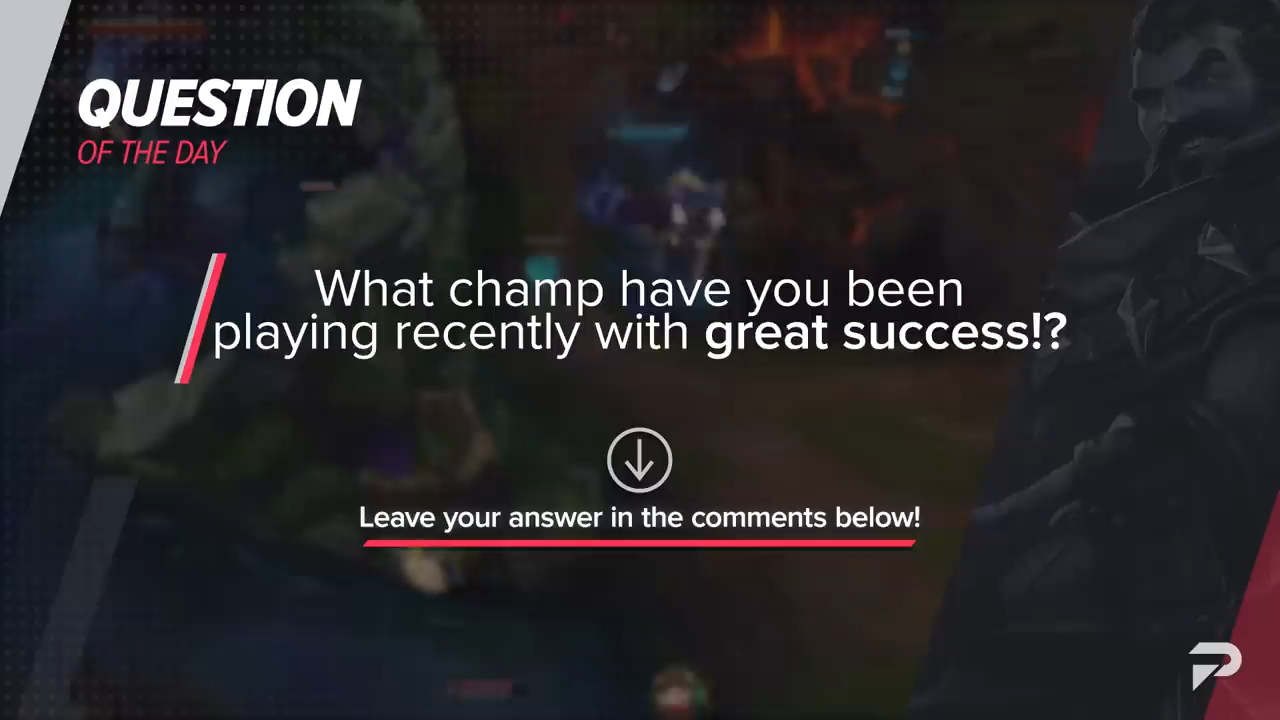 QUESTION
OF THE DAY
What champ have you been
playing recently with great success!?
Leave your answer in the comments below!